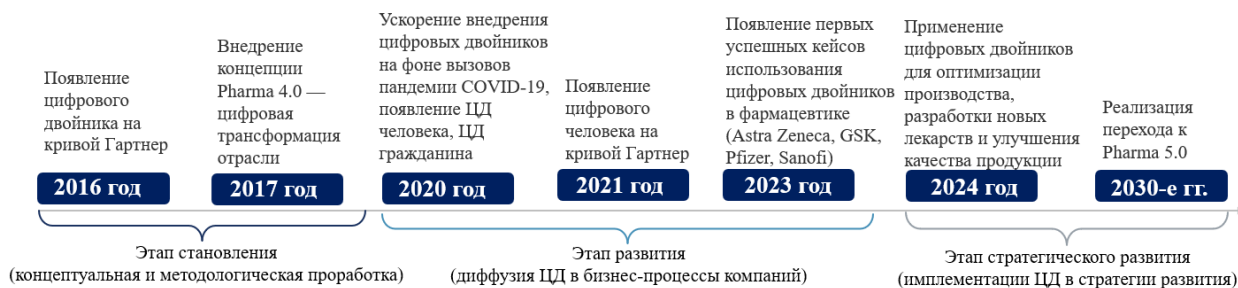 Появление
цифрового
двойника на
кривой Гартнер
2016 год
Внедрение
концепции
Pharma 4.0 —
цифровая
трансформация
отрасли
2017 год
Ускорение внедрения
цифровых двойников
на фоне вызовов
пандемии COVID-19,
появление ЦД
человека, ЦД
гражданина
2020 год
Появление
цифрового
человека на
кривой Гартнер
2021 год
Появление первых
успешных кейсов
использования
цифровых двойников
в фармацевтике
(Astra Zeneca, GSK,
Pfizer, Sanofi)
2023 год
Применение
цифровых двойников
для оптимизации
производства,
разработки новых
лекарств и улучшения
качества продукции
2024 год
Реализация
перехода к
Pharma 5.0
2030-е гг.
Этап становления
(концептуальная и методологическая проработка)
Этап развития
(диффузия ЦД в бизнес-процессы компаний)
Этап стратегического развития
(имплементации ЦД в стратегии развития)